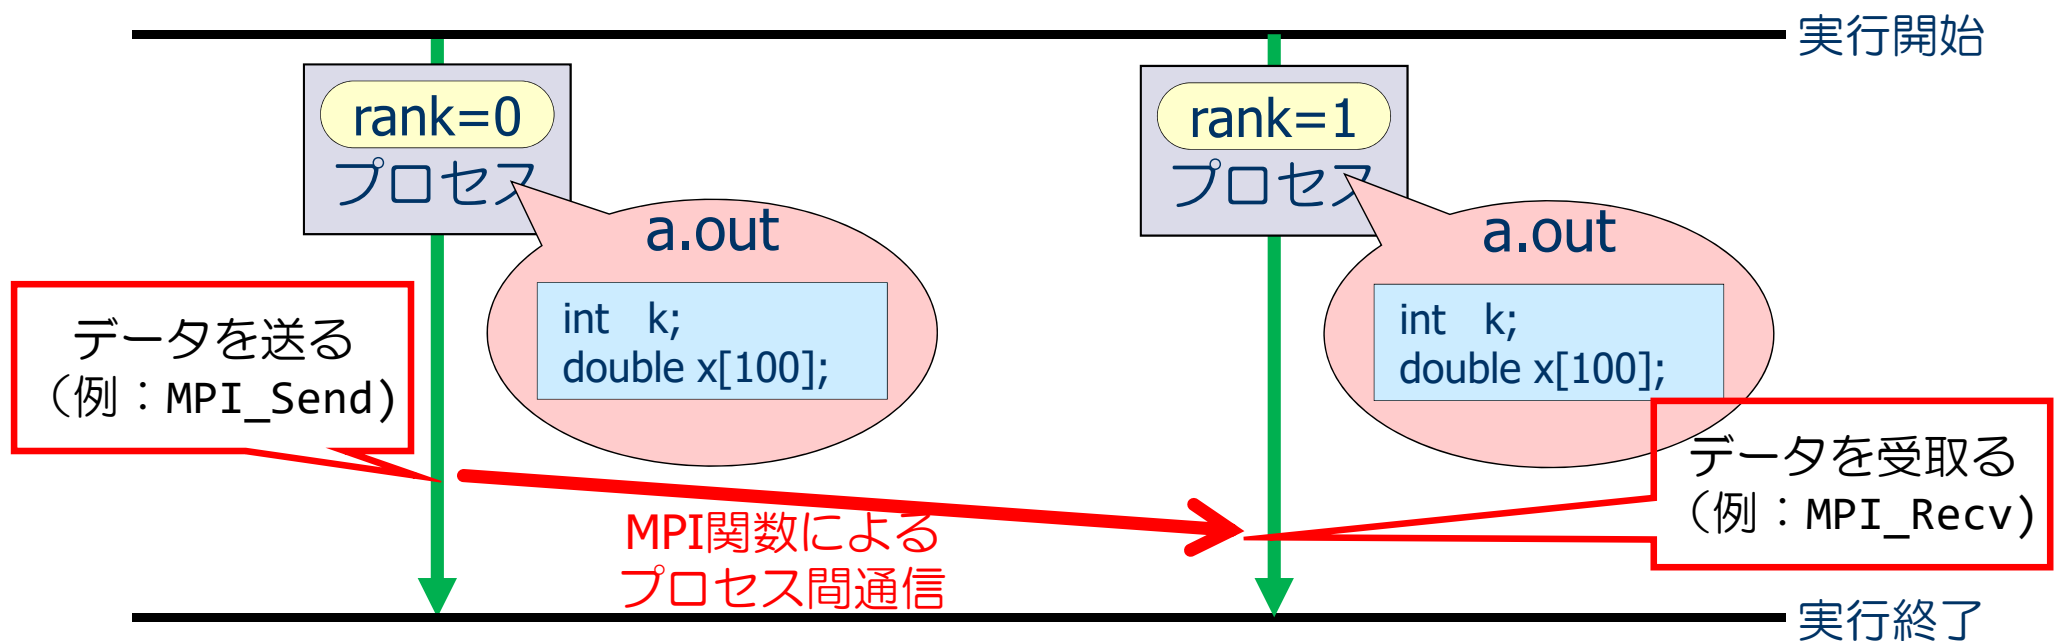 実行開始
rank=0
プロセス
a.out
int k;
double x[100];
rank=1
プロセス
a.out
int k;
double x[100];
データを送る
（例：MPI_Send)
データを受取る
（例：MPI_Recv)
MPI関数による
プロセス間通信
実行終了